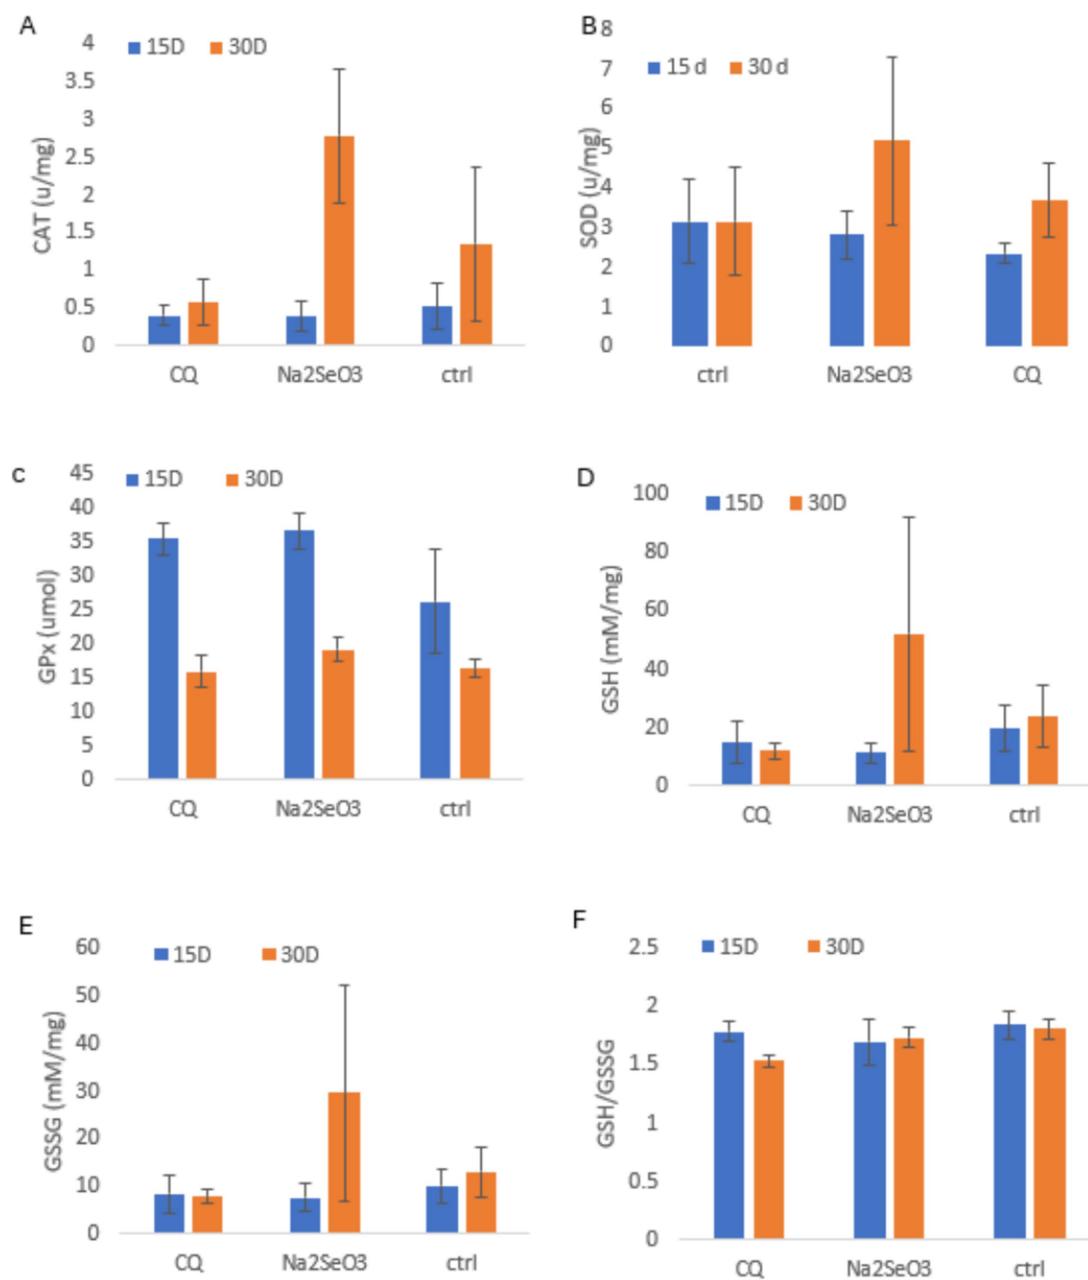 A
15D 30D
CAT (u/mg)
4
3.5
3
2.5
2
1.5
1
0.5
0
CQ Na2SeO3 ctrl
B
15 d 30 d
SOD (u/mg)
8
7
6
5
4
3
2
1
0
ctrl Na2SeO3 CQ
C
15D 30D
GPx (umol)
45
40
35
30
25
20
15
10
5
0
CQ Na2SeO3 ctrl
D
15D 30D
GSH (mM/mg)
100
80
60
40
20
0
CQ Na2SeO3 ctrl
E
15D 30D
GSSG (mM/mg)
60
50
40
30
20
10
0
CQ Na2SeO3 ctrl
F
15D 30D
GSH/GSSG
2.5
2
1.5
1
0.5
0
CQ Na2SeO3 ctrl